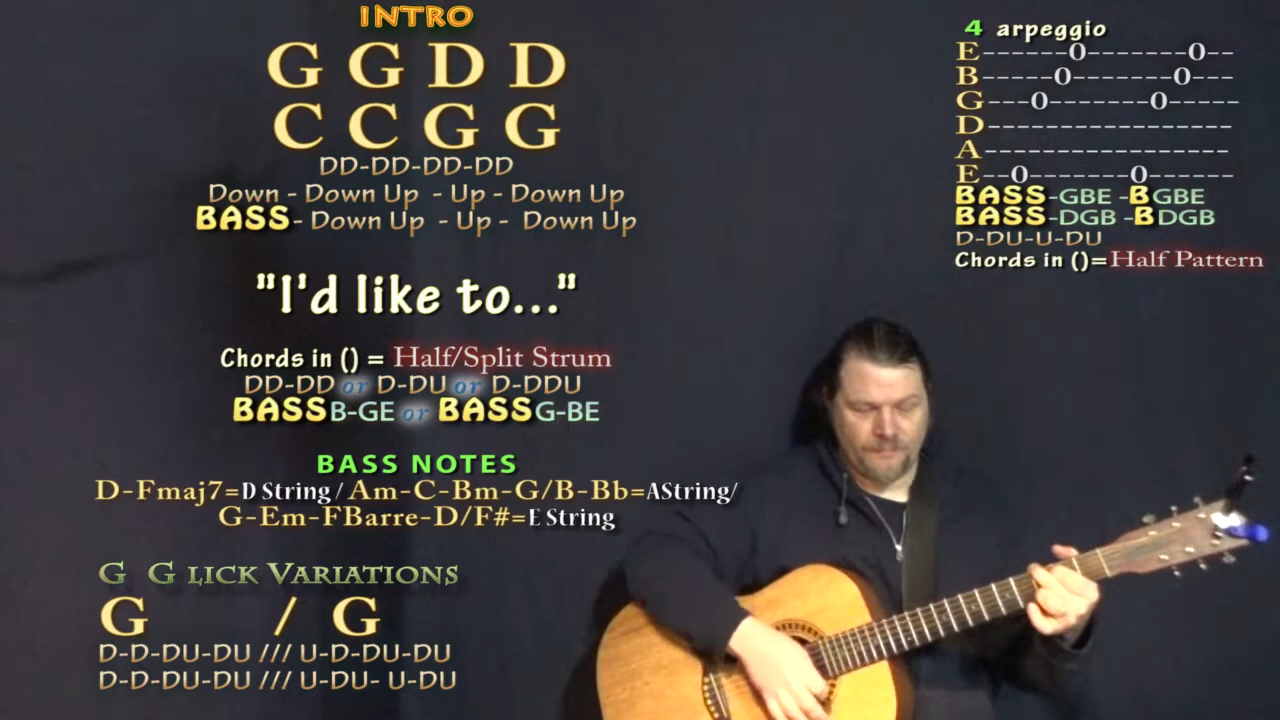 INTRO
G G D D
C C G G
DD-DD-DD-DD
Down - Down Up - Up - Down Up
BASS - Down Up - Up - Down Up
"I'd like to..."
Chords in () = Half/Split Strum
DD-DD or D-DU or D-DDU
BASS B-GE or BASS G-BE
BASS NOTES
D-Fmaj7=D String / Am-C-Bm-G/B-Bb=AString/
G-Em-FBarre-D/F#=E String
G G LICK VARIATIONS
G / G
D-D-DU-DU /// U-D-DU-DU
D-D-DU-DU /// U-DU- U-DU
4 arpeggio
E------0-------0--
B-----0-------0---
G---0-------0-----
D-----------------
A-----------------
E--0-------0------
BASS-GBE -BGBE
BASS-DGB -BDGB
D-DU-U-DU
Chords in ()=Half Pattern